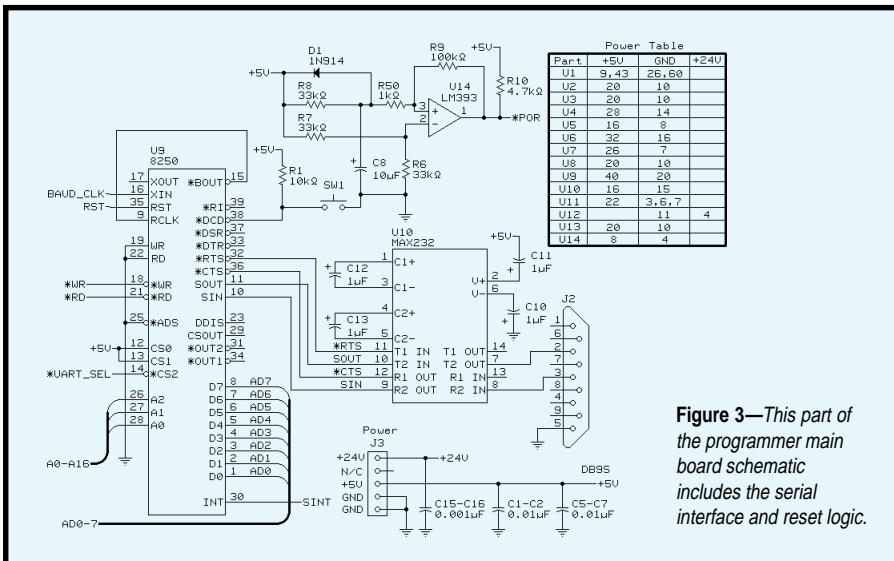 D1
1N914
+5V
R8
33kΩ
R7
33kΩ
R50
1kΩ
R9
100kΩ
+5V
R10
4.7kΩ
U14
LM393
3
2
1
*POR
C8
10µF
R6
33kΩ
+5V
R1
10kΩ
SW1
Power Table
Part +5V GND +24V
U1 9,43 26,60
U2 20 10
U3 20 10
U4 28 14
U5 16 8
U6 32 16
U7 26 7
U8 20 10
U9 40 20
U10 16 15
U11 22 3,6,7
U12 11 4
U13 20 10
U14 8 4
U9
8250
BAUD_CLK
RST
17 XOUT *BOUT 15
16 XIN
35 RST *RI 39
9 RCLK *DCD 38
*DSR 37
19 WR *DTR 33
22 RD *RTS 32
*CTS 36
*WR 18 *WR SOUT 11
*RD 21 *RD SIN 10
25 *ADS DDIS 23
CSOUT 29
+5V 12 CS0 *OUT2 31
13 CS1 *OUT1 34
*UART_SEL 14 *CS2
D7 8 AD7
26 A2 D6 7 AD6
27 A1 D5 6 AD5
28 A0 D4 5 AD4
D3 4 AD3
D2 3 AD2
D1 2 AD1
D0 1 AD0
A0-A16
INT 30 SINT
AD0-7
U10
MAX232
C12
1µF
1 C1+
3 C1-
C13
1µF
4 C2+
5 C2-
V+ 2
V- 6
+5V
C11
1µF
C10
1µF
*RTS 11 T1 IN T1 OUT 14
SOUT 10 T2 IN T2 OUT 7
*CTS 12 R1 OUT R1 IN 13
SIN 9 R2 OUT R2 IN 8
J2
1
6
2
7
3
8
4
9
5
DB9S
Power
J3
+24V
N/C
+5V
GND
GND
+24V
+5V
C15-C16
0.001µF
C1-C2
0.01µF
C5-C7
0.01µF
Figure 3—This part of
the programmer main
board schematic
includes the serial
interface and reset logic.